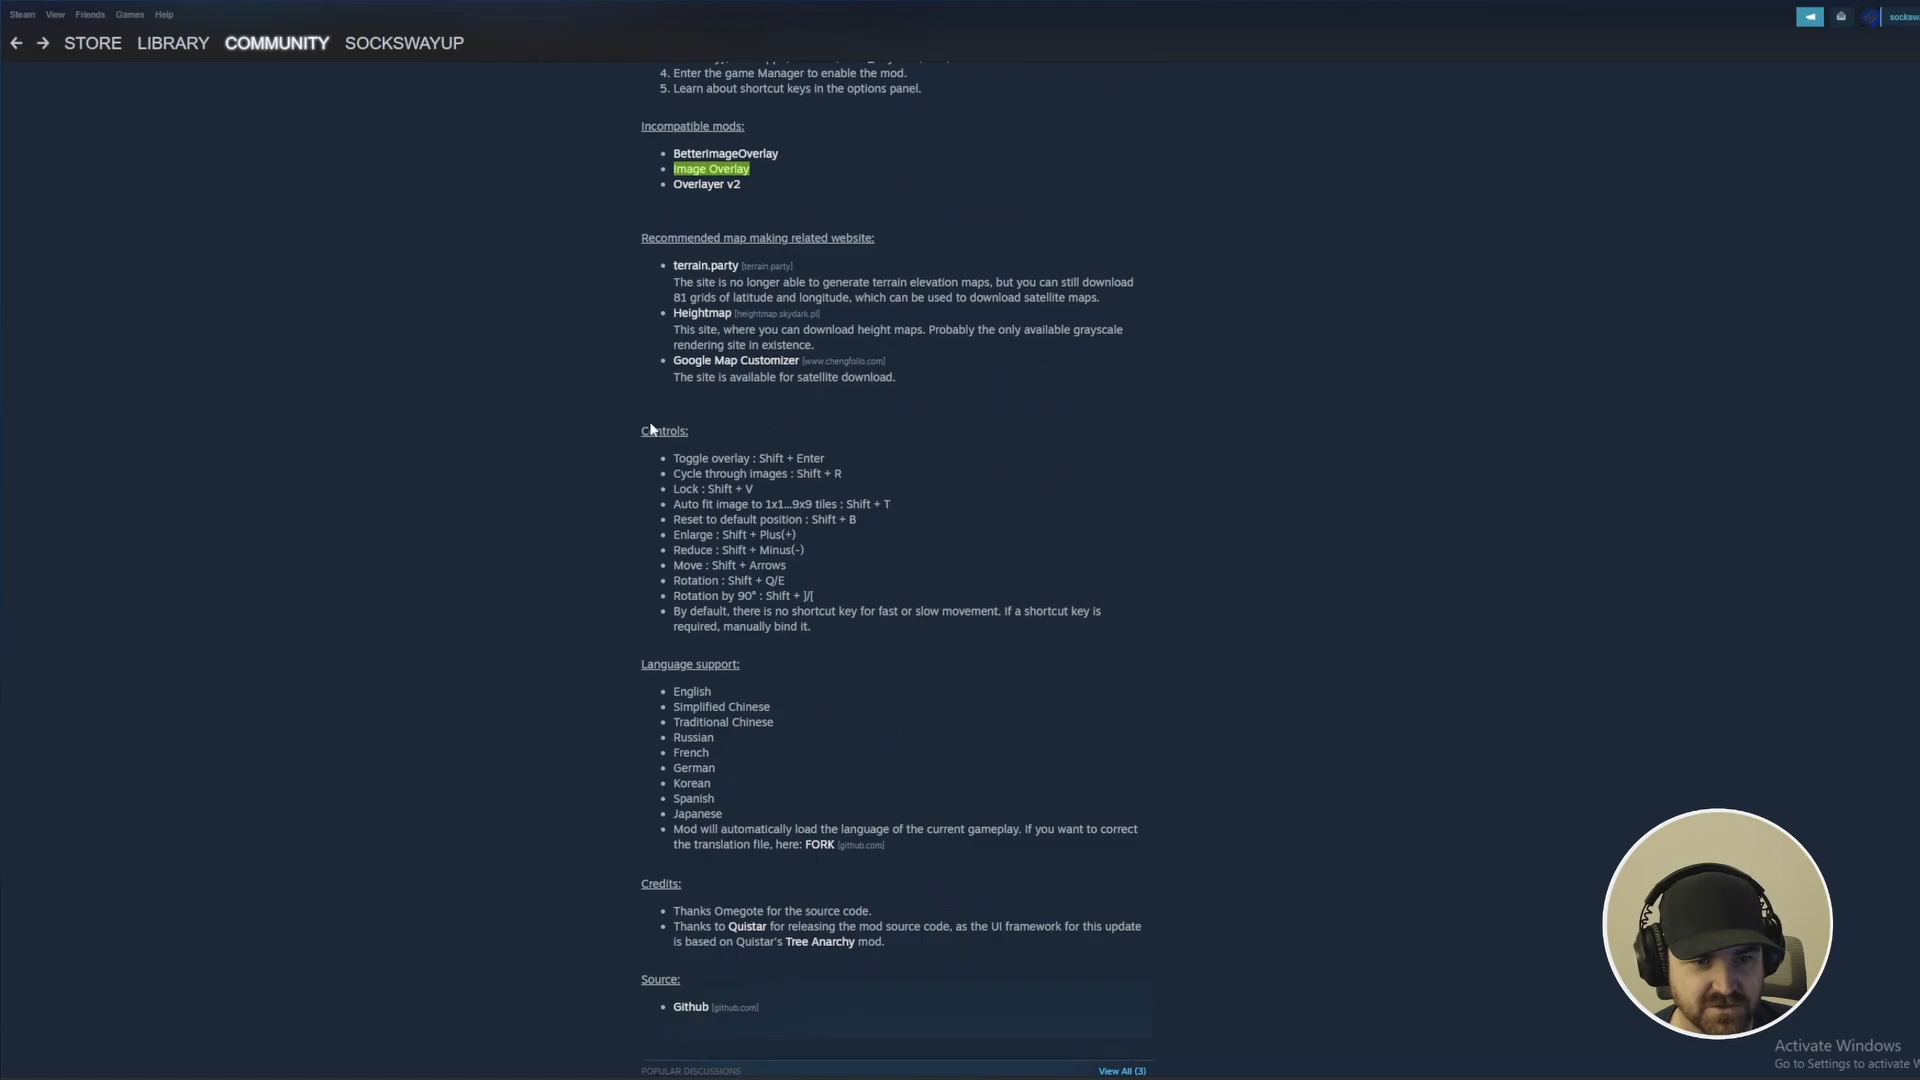 Steam View Friends Games Help
STORE LIBRARY COMMUNITY SOCKSWAYUP
4. Enter the game Manager to enable the mod.
5. Learn about shortcut keys in the options panel.
Incompatible mods:
BetterImageOverlay
Image Overlay
Overlayer v2
Recommended map making related website:
terrain.party [terrain.party]
The site is no longer able to generate terrain elevation maps, but you can still download
81 grids of latitude and longitude, which can be used to download satellite maps.
Heightmap [heightmap.skydark.pl]
This site, where you can download height maps. Probably the only available grayscale
rendering site in existence.
Google Map Customizer [www.chengfolio.com]
The site is available for satellite download.
Controls:
Toggle overlay : Shift + Enter
Cycle through images : Shift + R
Lock : Shift + V
Auto fit image to 1x1...9x9 tiles : Shift + T
Reset to default position : Shift + B
Enlarge : Shift + Plus(+)
Reduce : Shift + Minus(-)
Move : Shift + Arrows
Rotation : Shift + Q/E
Rotation by 90° : Shift + ]/[
By default, there is no shortcut key for fast or slow movement. If a shortcut key is
required, manually bind it.
Language support:
English
Simplified Chinese
Traditional Chinese
Russian
French
German
Korean
Spanish
Japanese
Mod will automatically load the language of the current gameplay. If you want to correct
the translation file, here: FORK [github.com]
Credits:
Thanks Omegote for the source code.
Thanks to Quistar for releasing the mod source code, as the UI framework for this update
is based on Quistar's Tree Anarchy mod.
Source:
Github [github.com]
POPULAR DISCUSSIONS View All (3)
Activate Windows
Go to Settings to activate